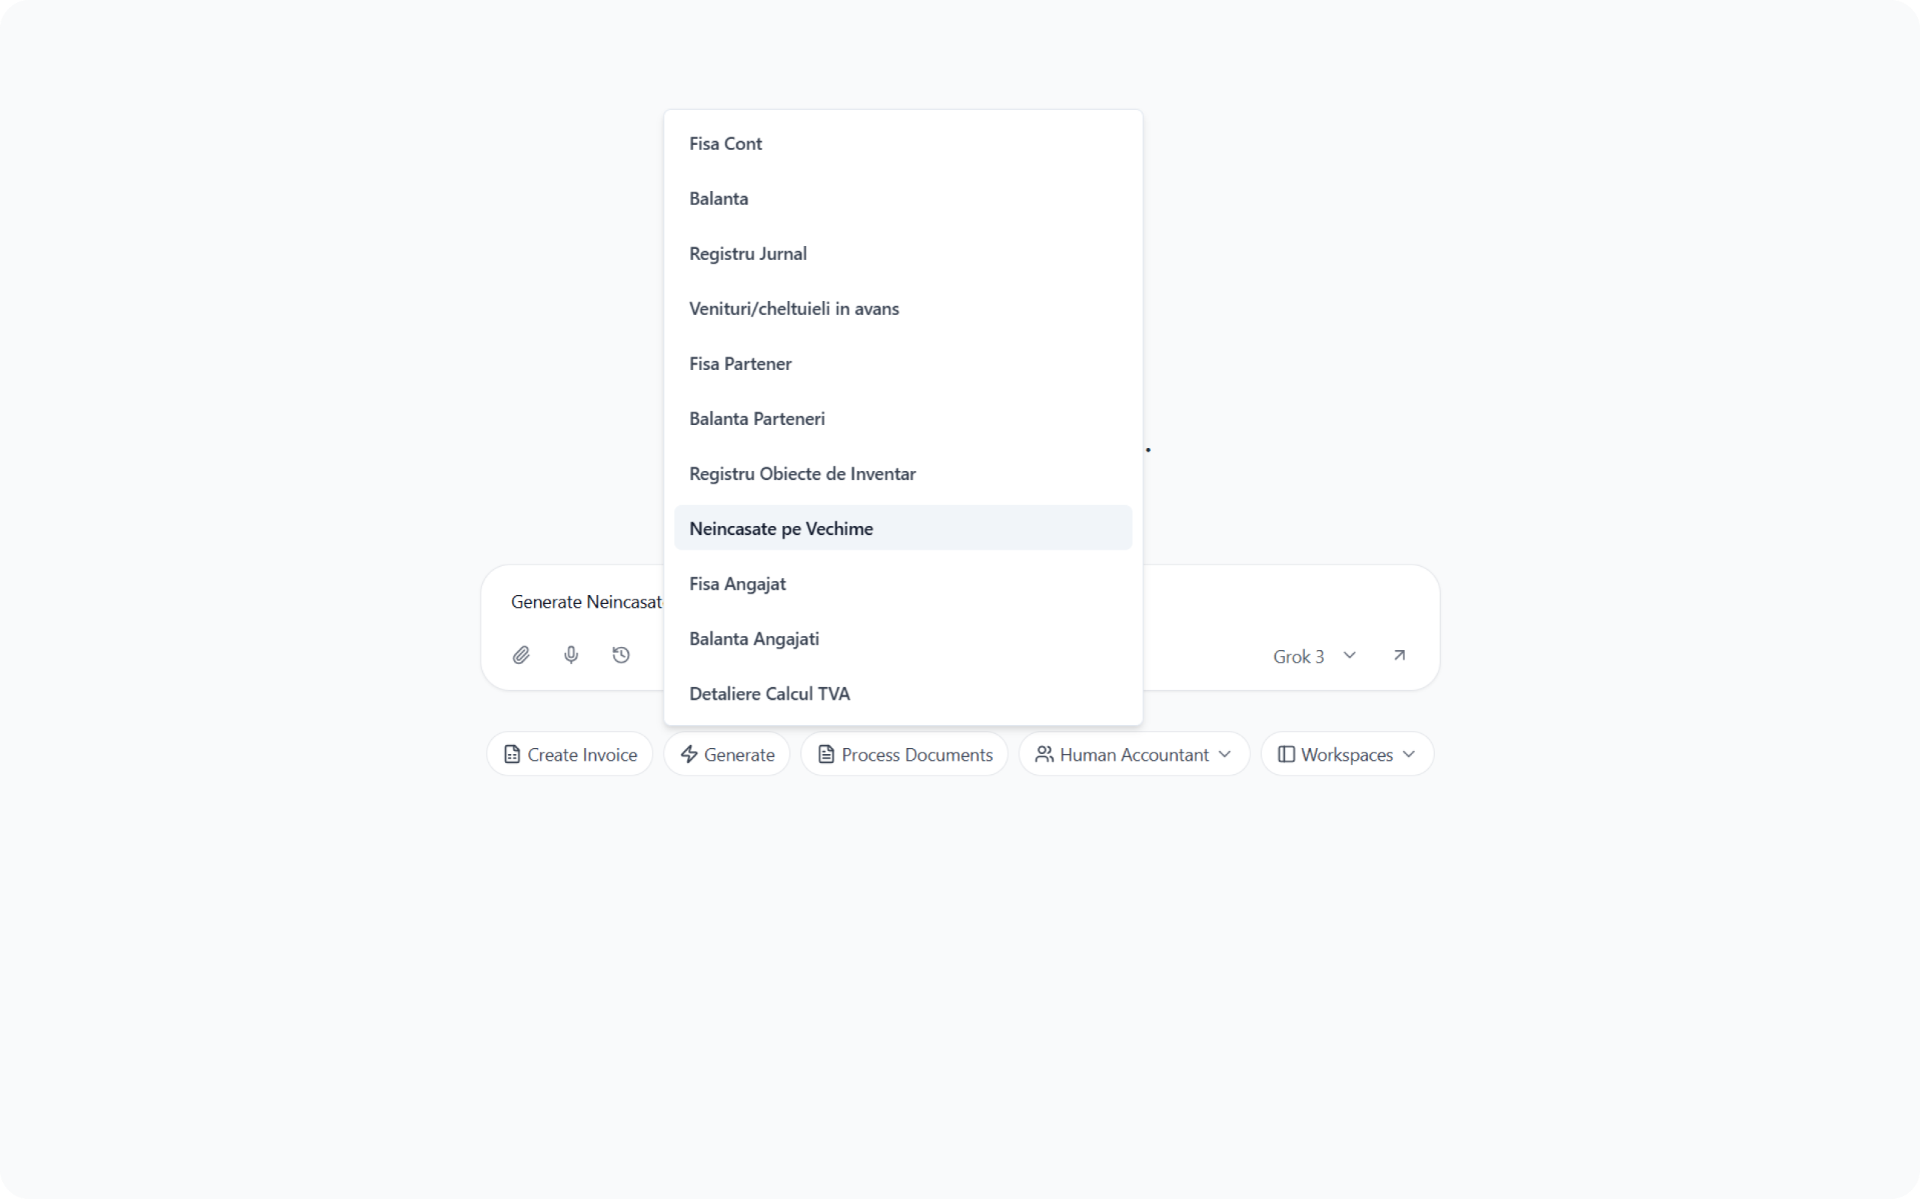 Fisa Cont
Balanta
Registru Jurnal
Venituri/cheltuieli in avans
Fisa Partener
Balanta Parteneri
.
Registru Obiecte de Inventar
Neincasate pe Vechime
Fisa Angajat
Balanta Angajati
Detaliere Calcul TVA
Generate Neincasat
Grok 3
Create Invoice
Generate
Process Documents
Human Accountant
Workspaces